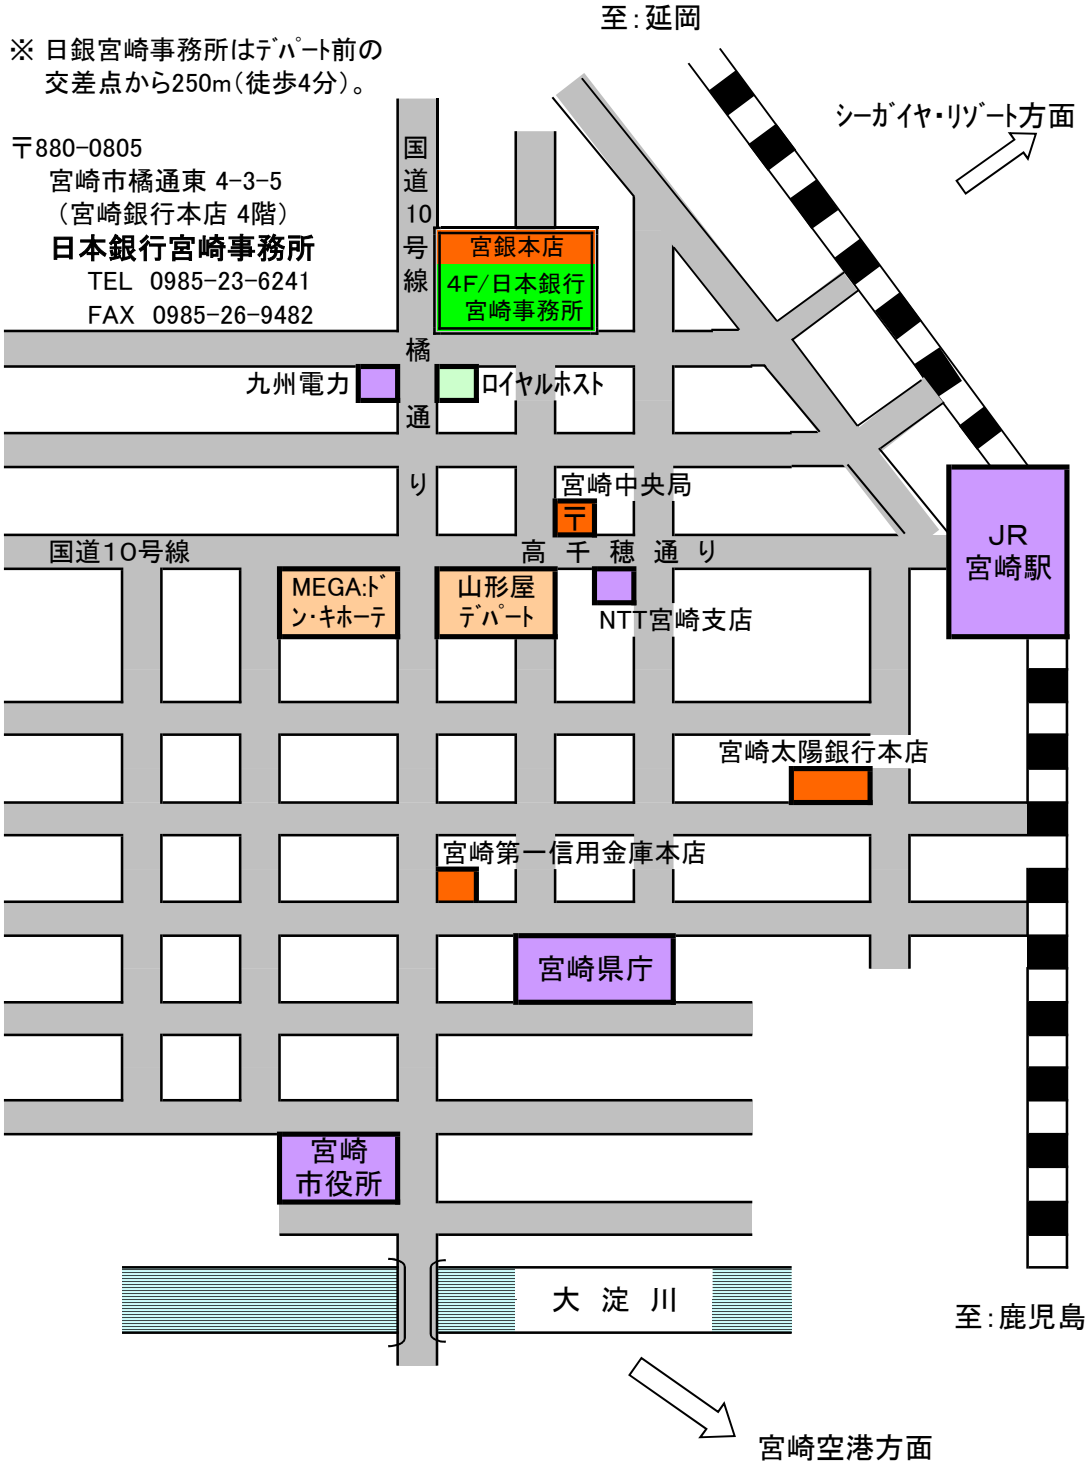 至：延岡
※ 日銀宮崎事務所はﾃﾞﾊﾟｰﾄ前の
交差点から250m（徒歩4分）。
シーガイヤ・リゾート方面
〒880-0805
宮崎市橘通東 4-3-5
（宮崎銀行本店 4階）
日本銀行宮崎事務所
TEL 0985-23-6241
FAX 0985-26-9482
国道10号線
宮銀本店
4F/日本銀行
宮崎事務所
橘通り
九州電力
ロイヤルホスト
宮崎中央局
〒
国道10号線
高千穂通り
JR
宮崎駅
MEGA:ﾄﾞ
ン・キホーテ
山形屋
デパート
NTT宮崎支店
宮崎太陽銀行本店
宮崎第一信用金庫本店
宮崎県庁
宮崎
市役所
大 淀 川
至：鹿児島
宮崎空港方面